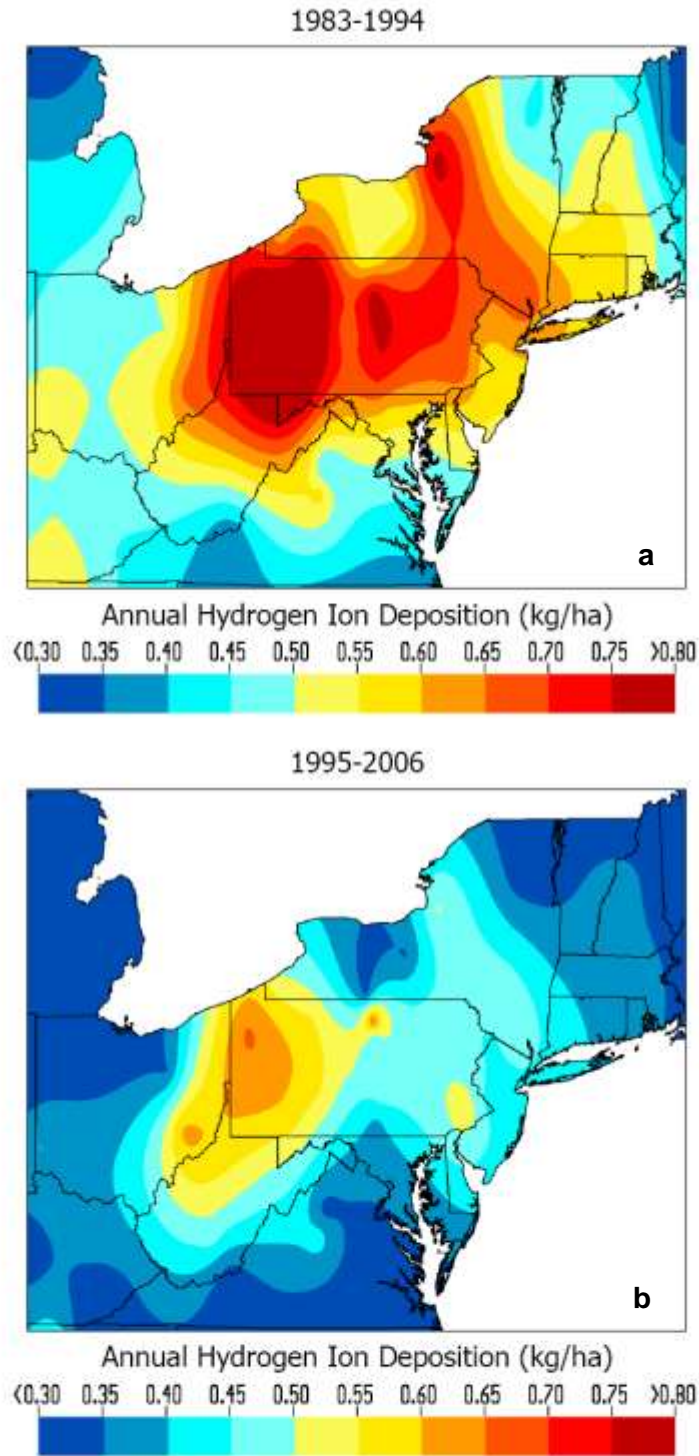 1983-1994
a
Annual Hydrogen Ion Deposition (kg/ha)
<0.30 0.35 0.40 0.45 0.50 0.55 0.60 0.65 0.70 0.75 >0.80
1995-2006
b
Annual Hydrogen Ion Deposition (kg/ha)
<0.30 0.35 0.40 0.45 0.50 0.55 0.60 0.65 0.70 0.75 >0.80